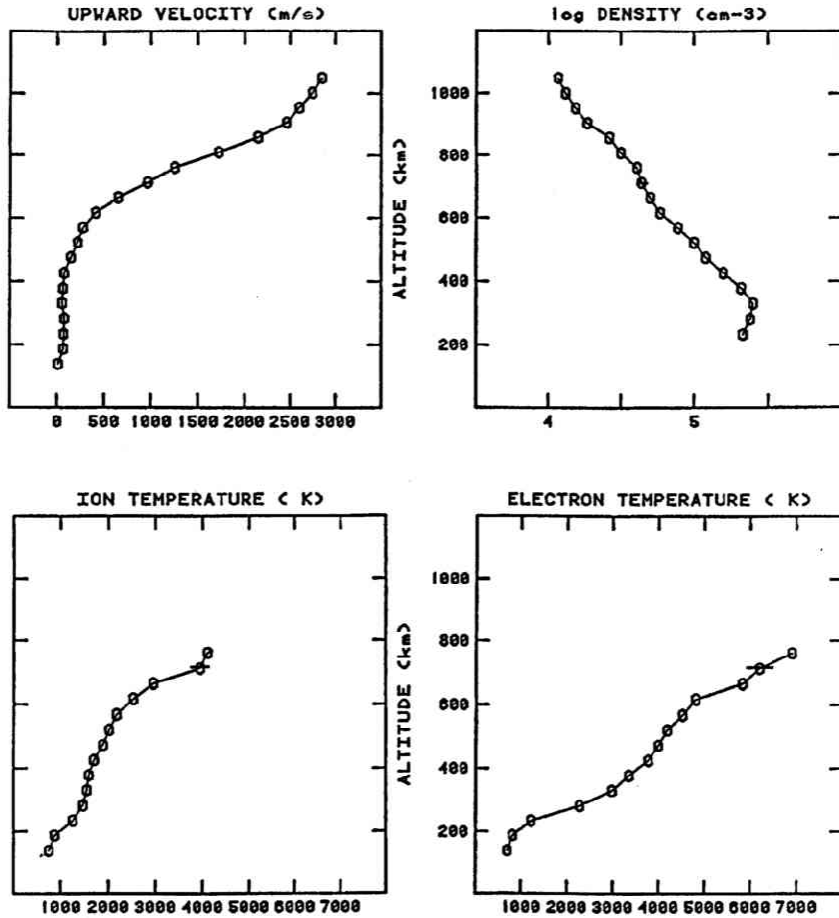 UPWARD VELOCITY (m/s)
log DENSITY (cm-3)
1000
800
600
400
200
ALTITUDE (km)
0 500 1000 1500 2000 2500 3000
4 5
ION TEMPERATURE ( K)
ELECTRON TEMPERATURE ( K)
1000
800
600
400
200
ALTITUDE (km)
1000 2000 3000 4000 5000 6000 7000
1000 2000 3000 4000 5000 6000 7000